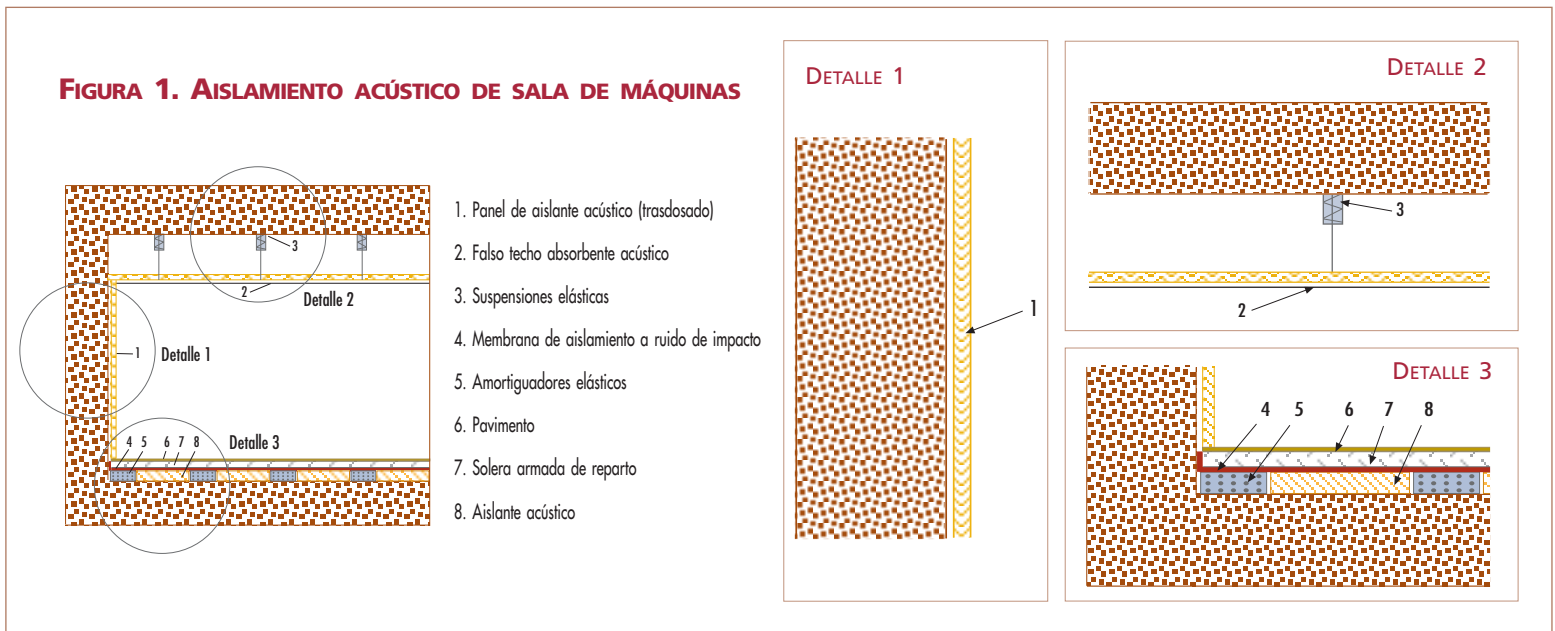 FIGURA 1. AISLAMIENTO ACÚSTICO DE SALA DE MÁQUINAS
3
2
Detalle 2
1
Detalle 1
Detalle 3
4 5 6 7 8
1. Panel de aislante acústico (trasdosado)
2. Falso techo absorbente acústico
3. Suspensiones elásticas
4. Membrana de aislamiento a ruido de impacto
5. Amortiguadores elásticos
6. Pavimento
7. Solera armada de reparto
8. Aislante acústico
DETALLE 1
1
DETALLE 2
3
2
DETALLE 3
4 5 6 7 8